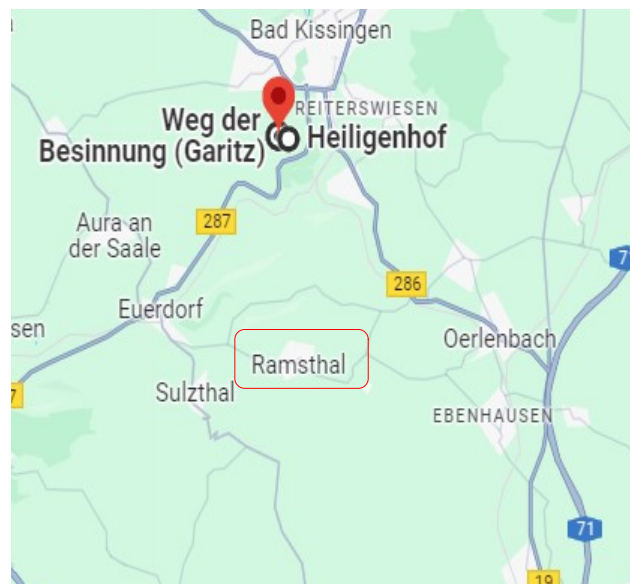 Bad Kissingen
REITERSWIESEN
Weg der
Besinnung (Garitz)
Heiligenhof
Aura an
der Saale
287
71
286
Euerdorf
sen
Oerlenbach
Ramsthal
Sulzthal
7
EBENHAUSEN
71
19